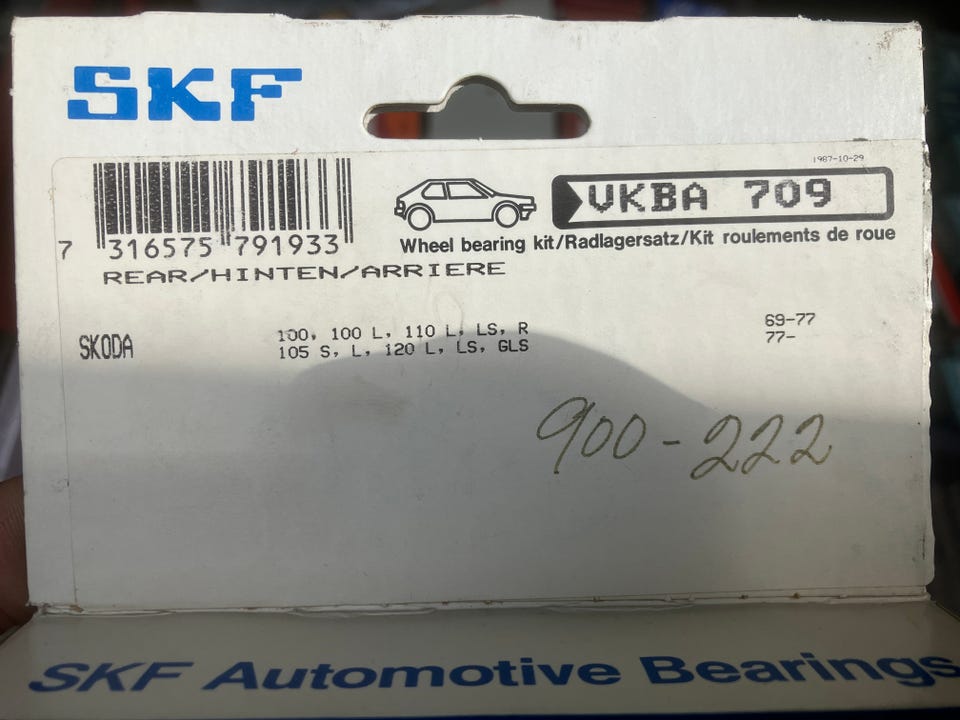 SKF
1987-10-29
VKBA 709
7 316575 791933
Wheel bearing kit/Radlagersatz/Kit roulements de roue
REAR/HINTEN/ARRIERE
SKODA 100, 100 L, 110 L, LS, R 69-77
105 S, L, 120 L, LS, GLS 77-
900-222
SKF Automotive Bearings